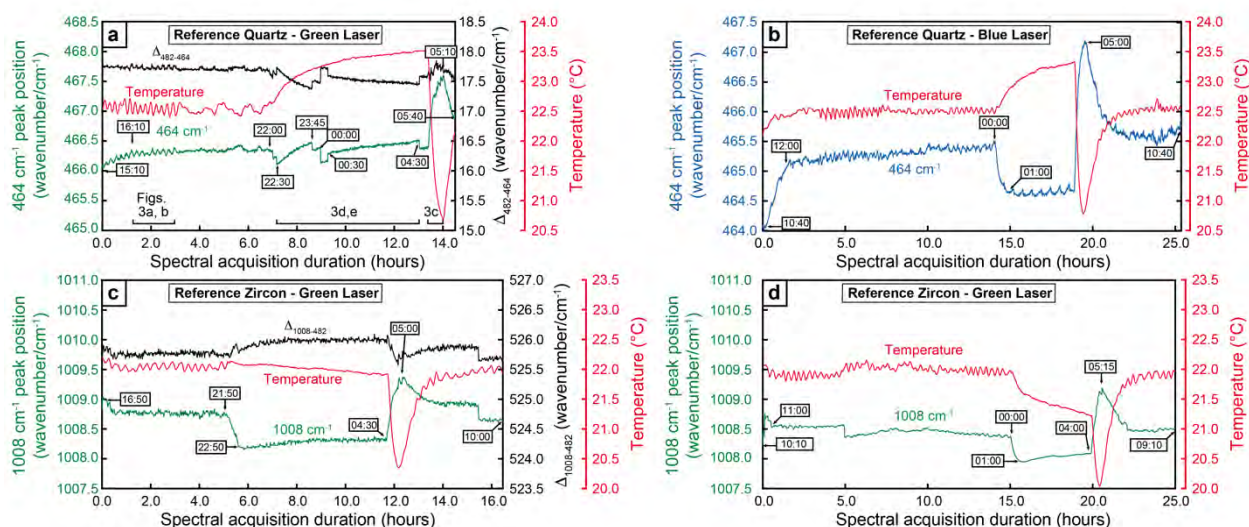 a
Reference Quartz - Green Laser
464 cm⁻¹ peak position
(wavenumber/cm⁻¹)
468.5
468.0
467.5
467.0
466.5
466.0
465.5
465.0
Δ482-464
Temperature
464 cm⁻¹
16:10
15:10
22:00
22:30
23:45
00:00
00:30
04:30
05:10
05:40
Figs.
3a, b
3d,e
3c
18.5
18.0
17.5
17.0
16.5
16.0
15.5
15.0
Δ482-464 (wavenumber/cm⁻¹)
24.0
23.5
23.0
22.5
22.0
21.5
21.0
20.5
Temperature (°C)
0.0 2.0 4.0 6.0 8.0 10.0 12.0 14.0
Spectral acquisition duration (hours)
b
Reference Quartz - Blue Laser
464 cm⁻¹ peak position
(wavenumber/cm⁻¹)
467.5
467.0
466.5
466.0
465.5
465.0
464.5
464.0
Temperature
464 cm⁻¹
12:00
10:40
00:00
01:00
05:00
10:40
24.0
23.5
23.0
22.5
22.0
21.5
21.0
20.5
Temperature (°C)
0.0 5.0 10.0 15.0 20.0 25.0
Spectral acquisition duration (hours)
c
Reference Zircon - Green Laser
1008 cm⁻¹ peak position
(wavenumber/cm⁻¹)
1011.0
1010.5
1010.0
1009.5
1009.0
1008.5
1008.0
1007.5
Δ1008-482
Temperature
1008 cm⁻¹
16:50
21:50
22:50
04:30
05:00
10:00
527.0
526.5
526.0
525.5
525.0
524.5
524.0
523.5
Δ1008-482 (wavenumber/cm⁻¹)
23.5
23.0
22.5
22.0
21.5
21.0
20.5
20.0
Temperature (°C)
0.0 2.0 4.0 6.0 8.0 10.0 12.0 14.0 16.0
Spectral acquisition duration (hours)
d
Reference Zircon - Green Laser
1008 cm⁻¹ peak position
(wavenumber/cm⁻¹)
1011.0
1010.5
1010.0
1009.5
1009.0
1008.5
1008.0
1007.5
Temperature
1008 cm⁻¹
11:00
10:10
00:00
01:00
04:00
05:15
09:10
23.5
23.0
22.5
22.0
21.5
21.0
20.5
20.0
Temperature (°C)
0.0 5.0 10.0 15.0 20.0 25.0
Spectral acquisition duration (hours)